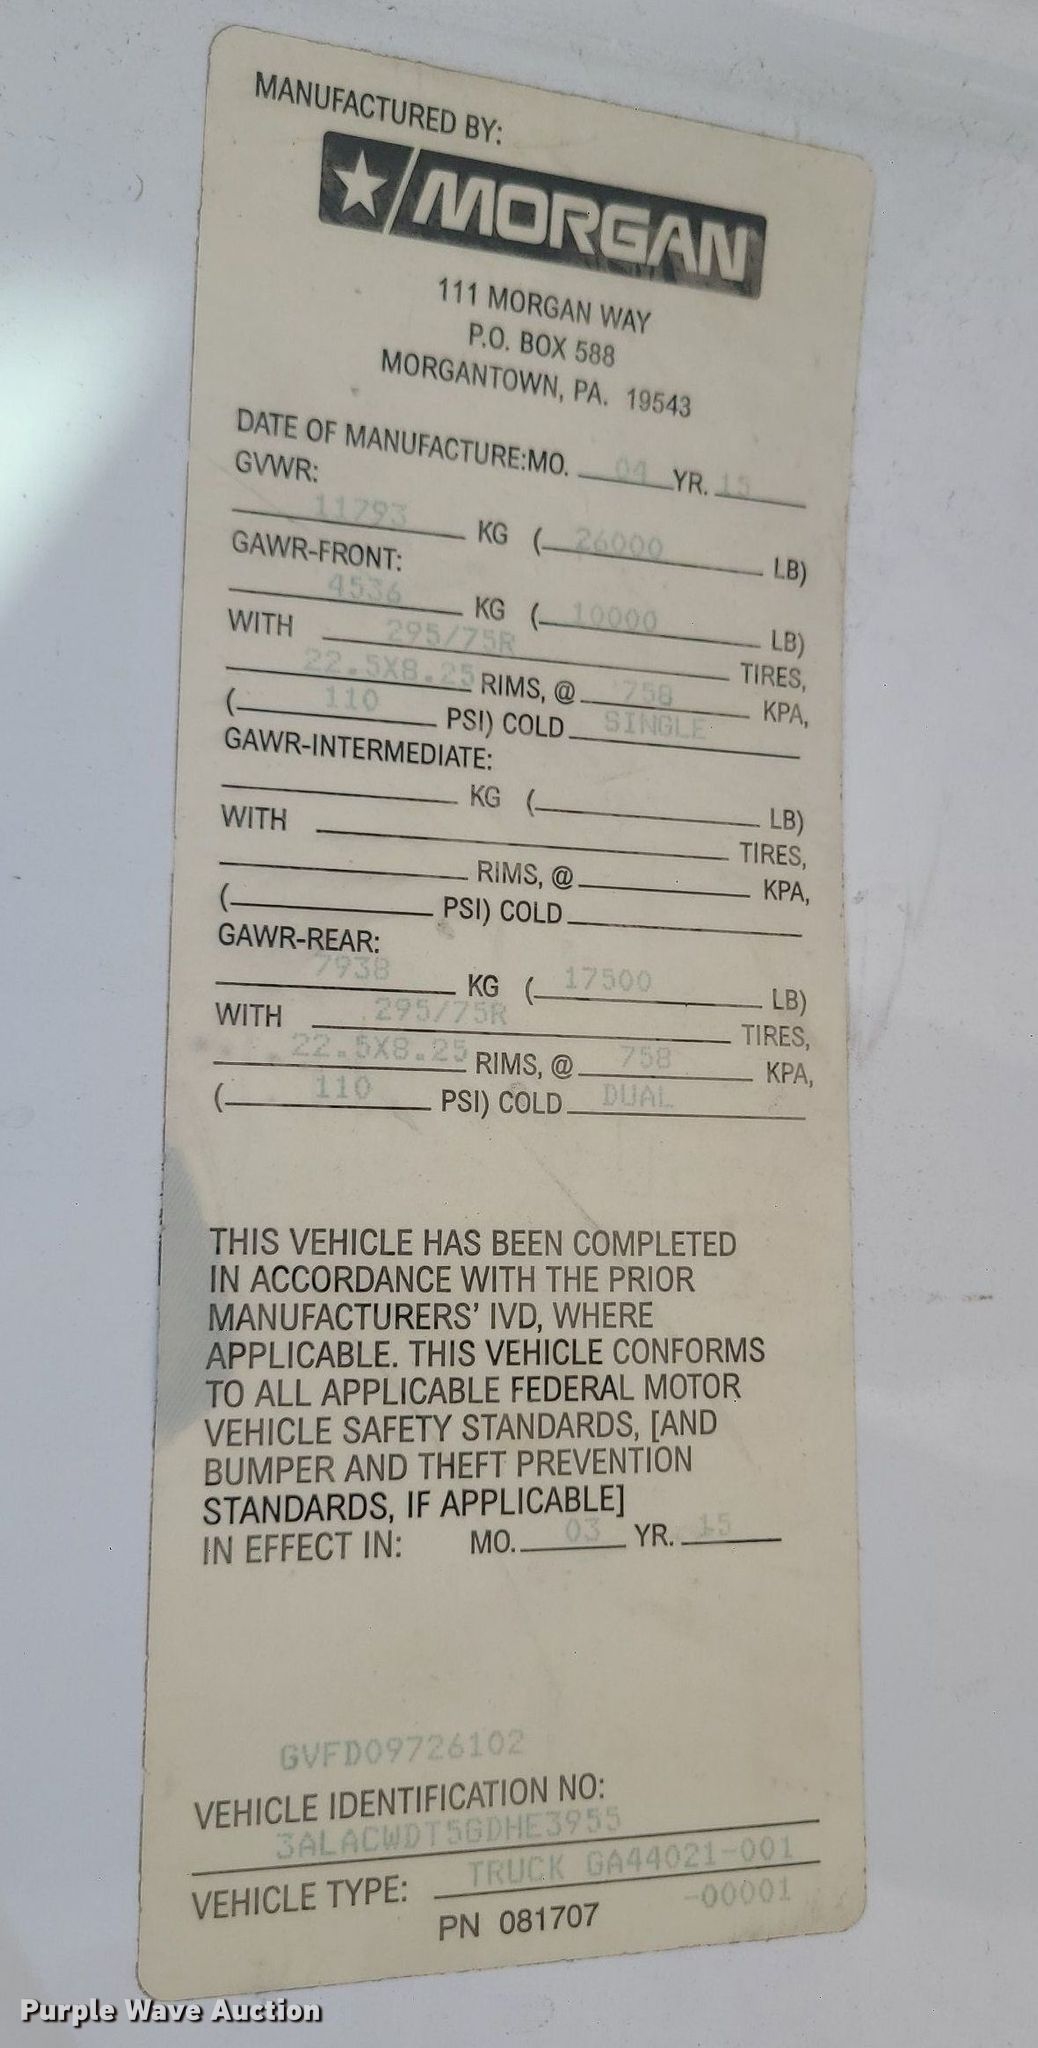 MANUFACTURED BY:
MORGAN
111 MORGAN WAY
P.O. BOX 588
MORGANTOWN, PA. 19543
DATE OF MANUFACTURE:MO. 04 YR. 15
GVWR:
11793 KG ( 26000 LB)
GAWR-FRONT:
4536 KG ( 10000 LB)
WITH 295/75R TIRES,
22.5X8.25 RIMS, @ 758 KPA,
( 110 PSI) COLD SINGLE
GAWR-INTERMEDIATE:
KG ( LB)
WITH TIRES,
RIMS, @ KPA,
( PSI) COLD
GAWR-REAR:
7938 KG ( 17500 LB)
WITH 295/75R TIRES,
22.5X8.25 RIMS, @ 758 KPA,
( 110 PSI) COLD DUAL
THIS VEHICLE HAS BEEN COMPLETED
IN ACCORDANCE WITH THE PRIOR
MANUFACTURERS' IVD, WHERE
APPLICABLE. THIS VEHICLE CONFORMS
TO ALL APPLICABLE FEDERAL MOTOR
VEHICLE SAFETY STANDARDS, [AND
BUMPER AND THEFT PREVENTION
STANDARDS, IF APPLICABLE]
IN EFFECT IN: MO. 03 YR. 15
GVFD09726102
VEHICLE IDENTIFICATION NO:
3ALACWDT5GDHE3955
VEHICLE TYPE: TRUCK GA44021-001
-00001
PN 081707
Purple Wave Auction